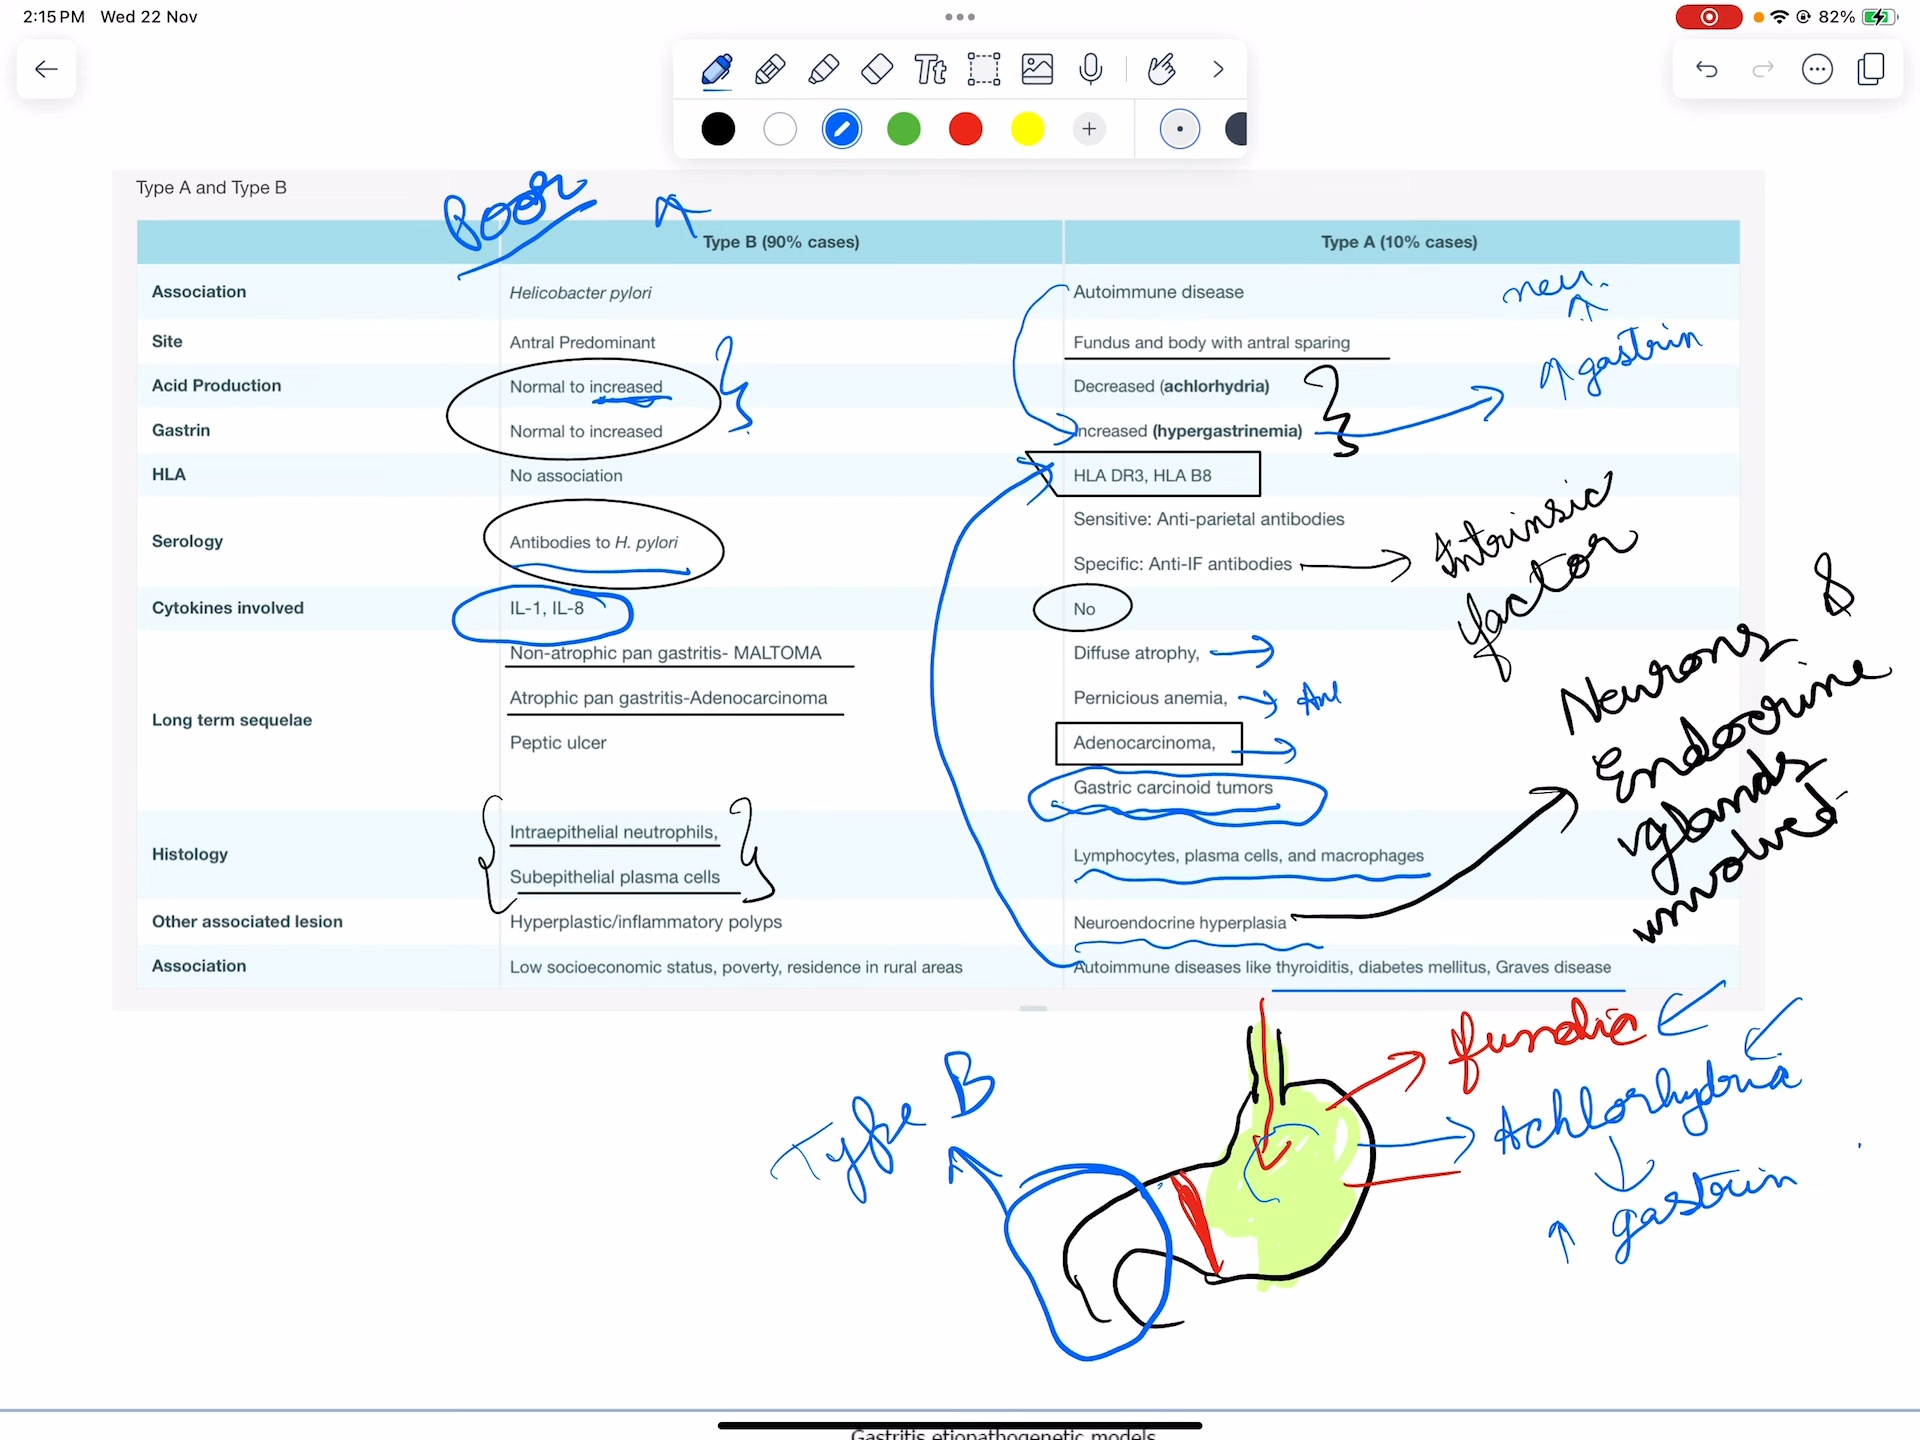 2:15 PM Wed 22 Nov
82%
Tt
Type A and Type B
Poor
Type B (90% cases) Type A (10% cases)
Association Helicobacter pylori Autoimmune disease
neu.
Site Antral Predominant Fundus and body with antral sparing
↑ gastrin
Acid Production Normal to increased Decreased (achlorhydria)
Gastrin Normal to increased Increased (hypergastrinemia)
HLA No association HLA DR3, HLA B8
Serology Antibodies to H. pylori
Sensitive: Anti-parietal antibodies
Specific: Anti-IF antibodies
Intrinsic
factor
Cytokines involved IL-1, IL-8 No
Long term sequelae
Non-atrophic pan gastritis- MALTOMA
Atrophic pan gastritis-Adenocarcinoma
Peptic ulcer
Diffuse atrophy,
Pernicious anemia,
Adenocarcinoma,
Gastric carcinoid tumors
Neurons &
Endocrine
glands
involved
Histology
Intraepithelial neutrophils,
Subepithelial plasma cells
Lymphocytes, plasma cells, and macrophages
Other associated lesion Hyperplastic/inflammatory polyps Neuroendocrine hyperplasia
Association Low socioeconomic status, poverty, residence in rural areas Autoimmune diseases like thyroiditis, diabetes mellitus, Graves disease
Type B
Achlorhydria
↑ gastrin
Gastritis etiopathogenetic models